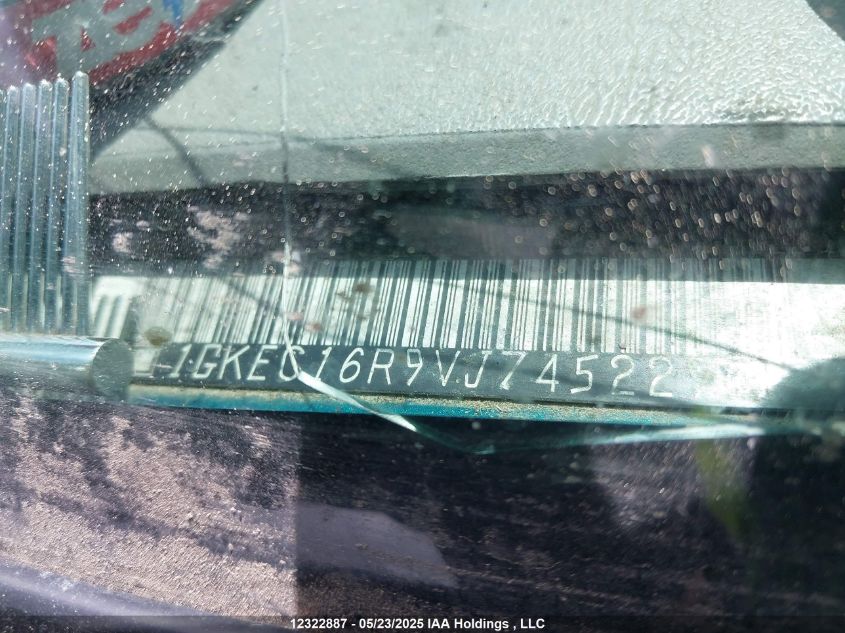 1GKEC16R9VJ74522
12322887 - 05/23/2025 IAA Holdings , LLC